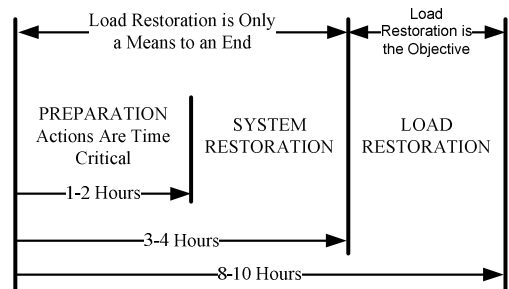 Load Restoration is Only
a Means to an End
Load
Restoration is
the Objective
PREPARATION
Actions Are Time
Critical
SYSTEM
RESTORATION
LOAD
RESTORATION
1-2 Hours
3-4 Hours
8-10 Hours